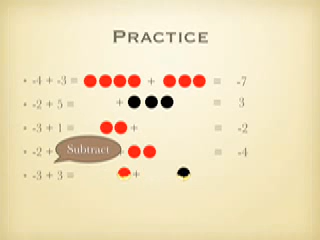 PRACTICE
• -4 + -3 = + = -7
• -2 + 5 = + = 3
• -3 + 1 = + = -2
• -2 + Subtract + = -4
• -3 + 3 = +